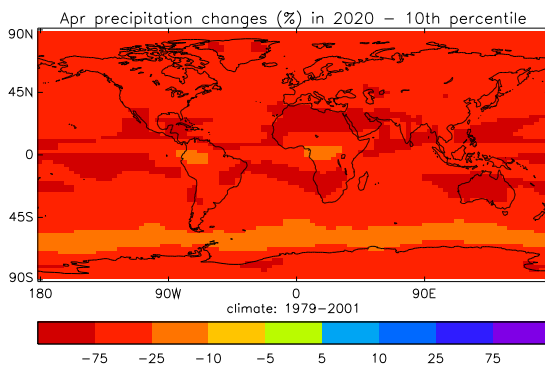 Apr precipitation changes (%) in 2020 − 10th percentile
90N
45N
0
45S
90S
180 90W 0 90E
climate: 1979−2001
−75 −25 −10 −5 5 10 25 75